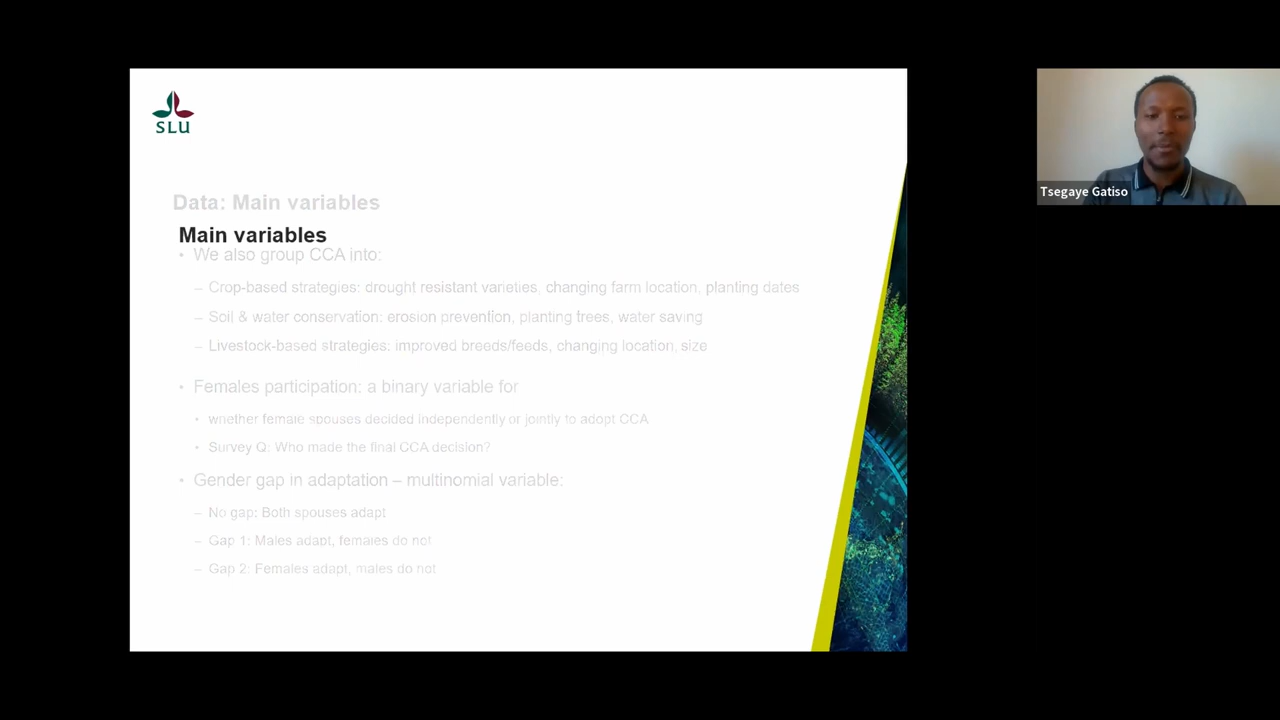 SLU
Data: Main variables
Main variables
• We also group CCA into:
– Crop-based strategies: drought resistant varieties, changing farm location, planting dates
– Soil & water conservation: erosion prevention, planting trees, water saving
– Livestock-based strategies: improved breeds/feeds, changing location, size
• Females participation: a binary variable for
• whether female spouses decided independently or jointly to adopt CCA
• Survey Q: Who made the final CCA decision?
• Gender gap in adaptation – multinomial variable:
– No gap: Both spouses adapt
– Gap 1: Males adapt, females do not
– Gap 2: Females adapt, males do not
Tsegaye Gatiso